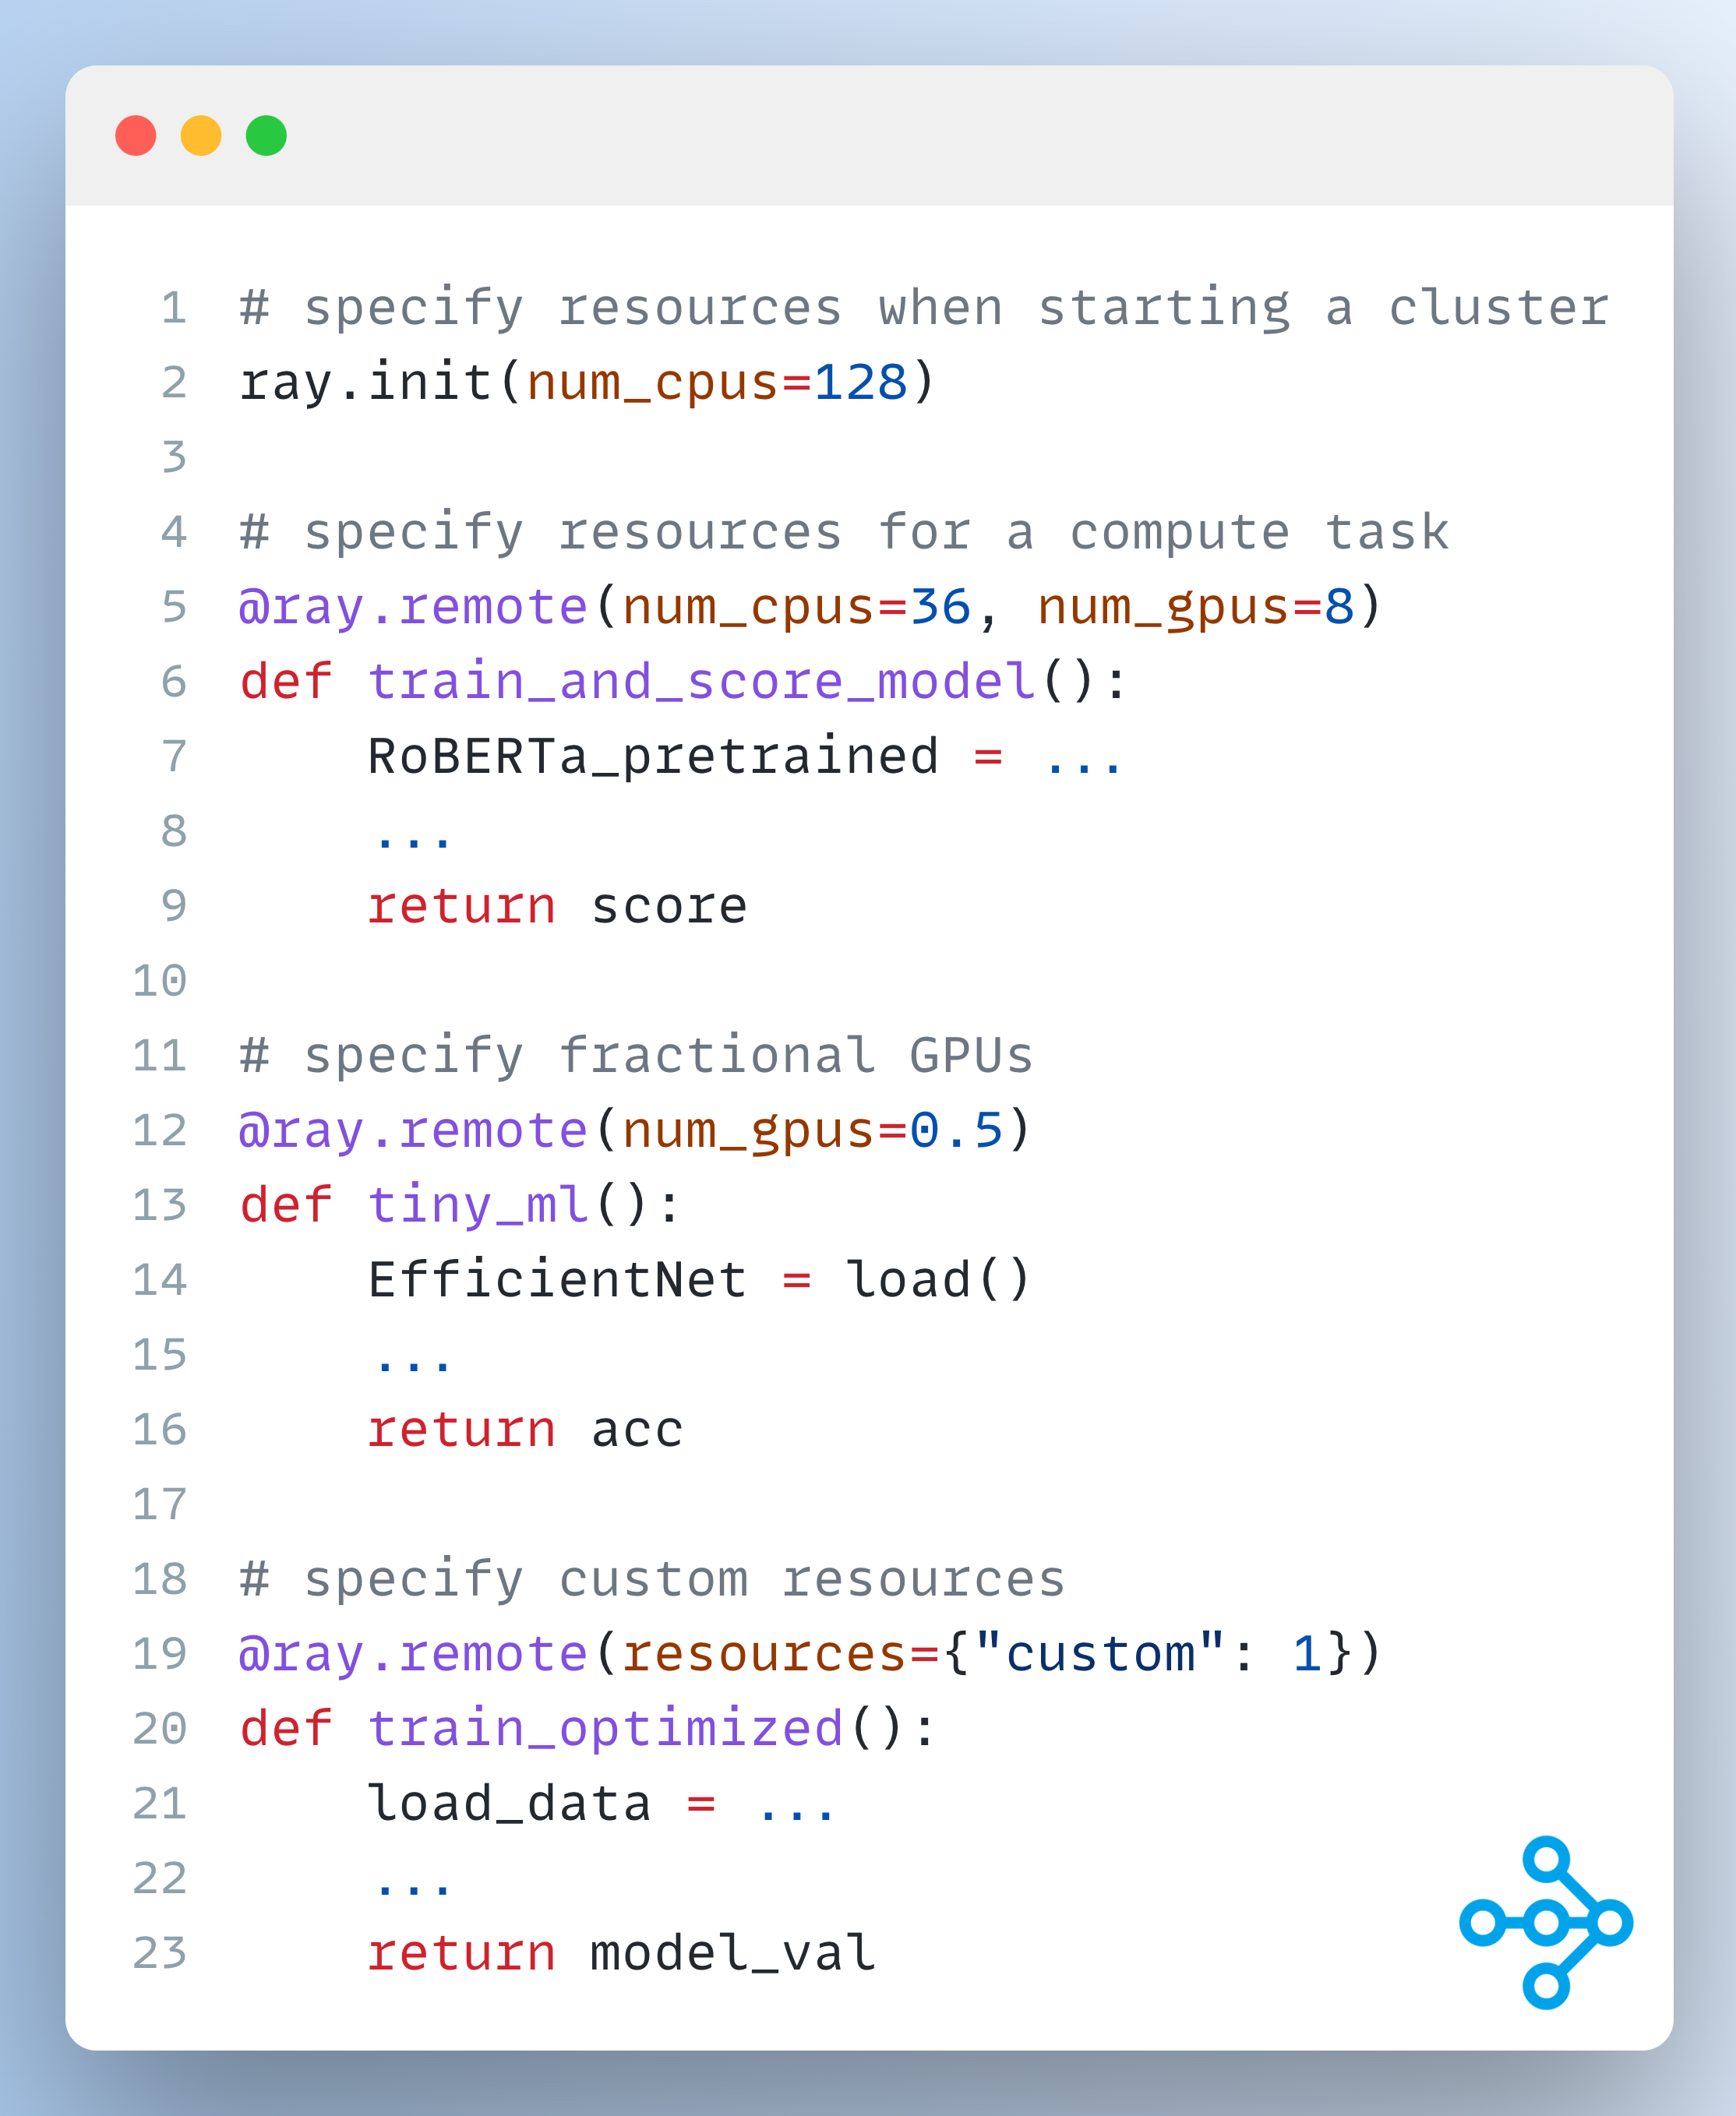 1 # specify resources when starting a cluster
2 ray.init(num_cpus=128)
3
4 # specify resources for a compute task
5 @ray.remote(num_cpus=36, num_gpus=8)
6 def train_and_score_model():
7     RoBERTa_pretrained = ...
8     ...
9     return score
10
11 # specify fractional GPUs
12 @ray.remote(num_gpus=0.5)
13 def tiny_ml():
14     EfficientNet = load()
15     ...
16     return acc
17
18 # specify custom resources
19 @ray.remote(resources={"custom": 1})
20 def train_optimized():
21     load_data = ...
22     ...
23     return model_val